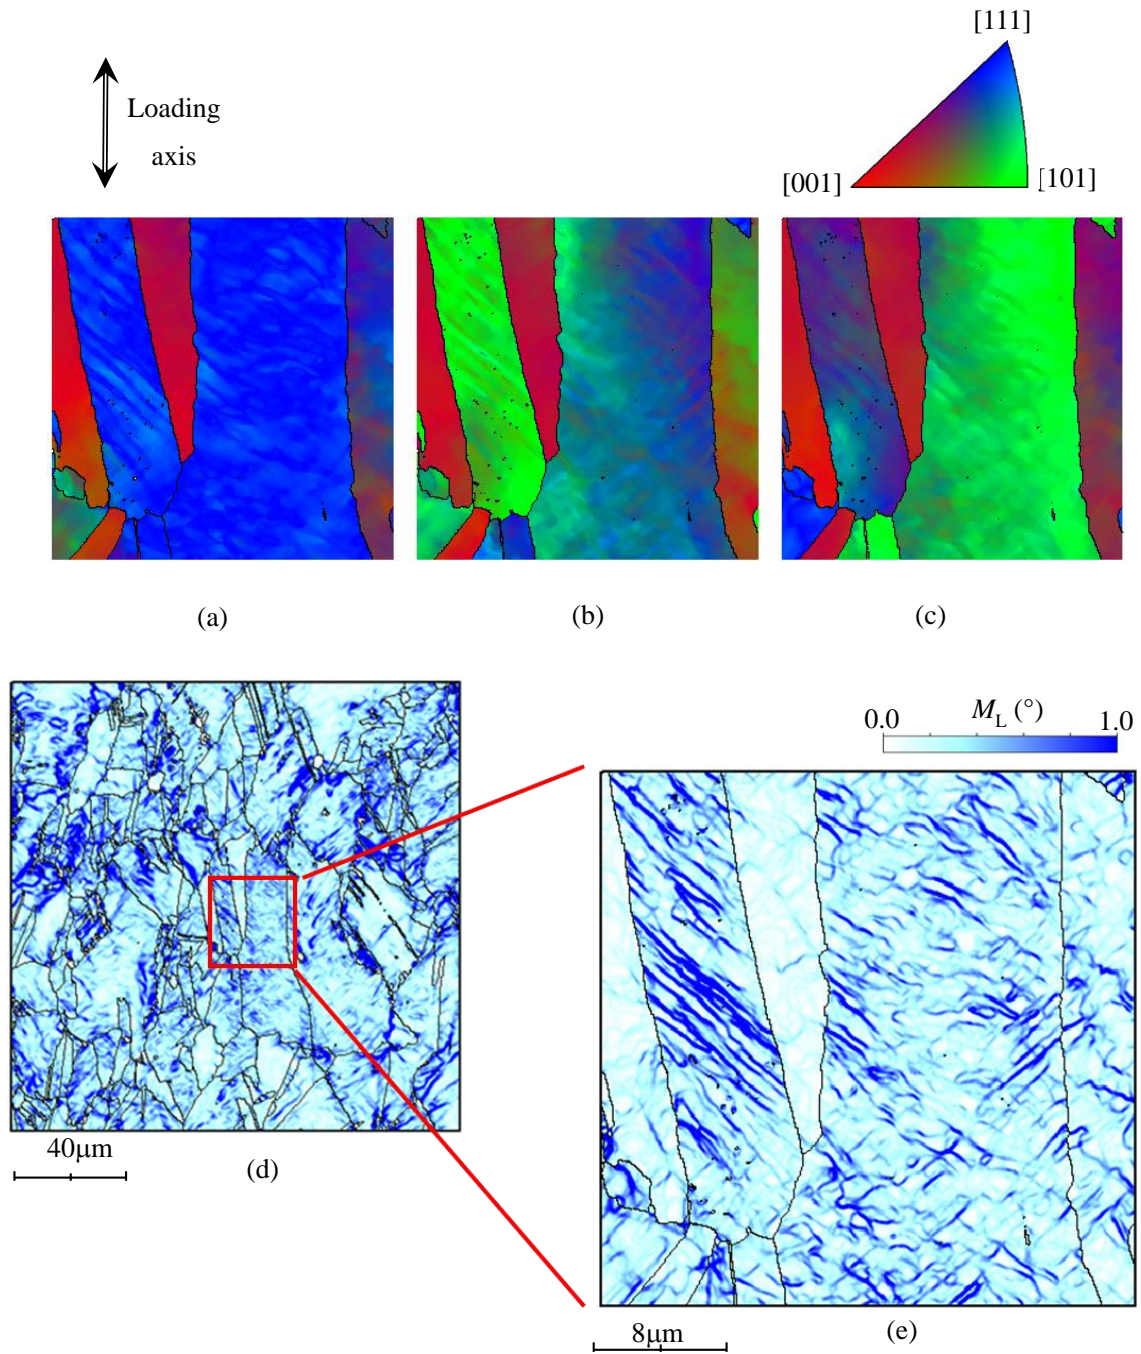 [111]
Loading
axis
[001]
[101]
(a)
(b)
(c)
0.0
M_L (°)
1.0
40μm
(d)
8μm
(e)